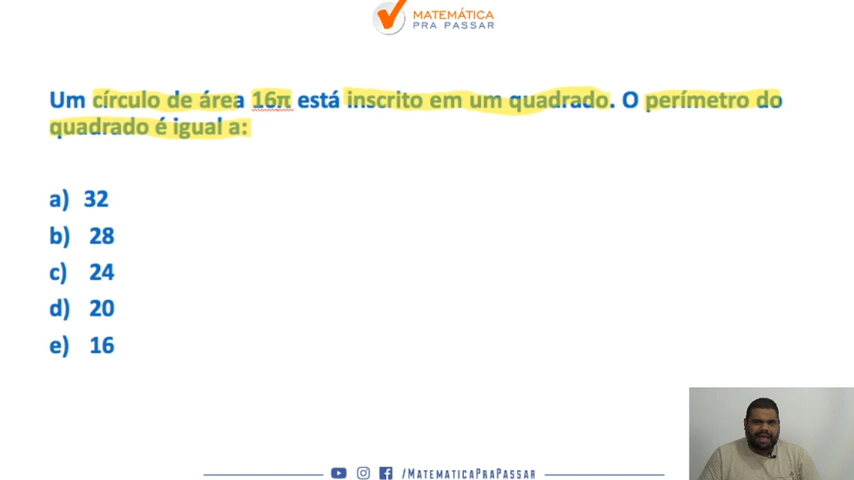 MATEMÁTICA
PRA PASSAR
Um círculo de área 16π está inscrito em um quadrado. O perímetro do
quadrado é igual a:
a) 32
b) 28
c) 24
d) 20
e) 16
/MATEMATICAPRAPASSAR